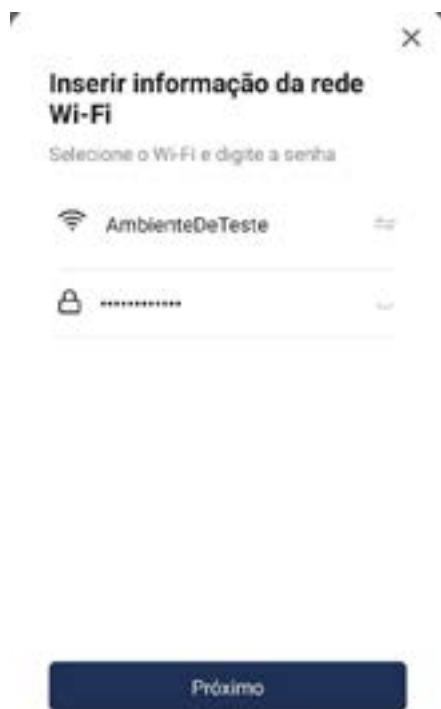 Inserir informação da rede
Wi-Fi
Selecione o Wi-Fi e digite a senha
AmbienteDeTeste
••••••••••••
Próximo